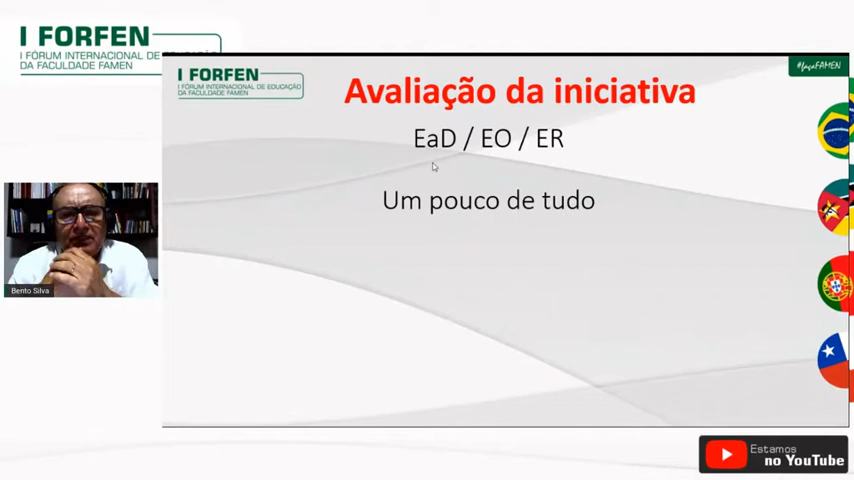 I FORFEN
I FÓRUM INTERNACIONAL DE EDUCAÇÃO
DA FACULDADE FAMEN
I FORFEN
I FÓRUM INTERNACIONAL DE EDUCAÇÃO
DA FACULDADE FAMEN
#façaFAMEN
Avaliação da iniciativa
EaD / EO / ER
Um pouco de tudo
Bento Silva
Estamos
no YouTube